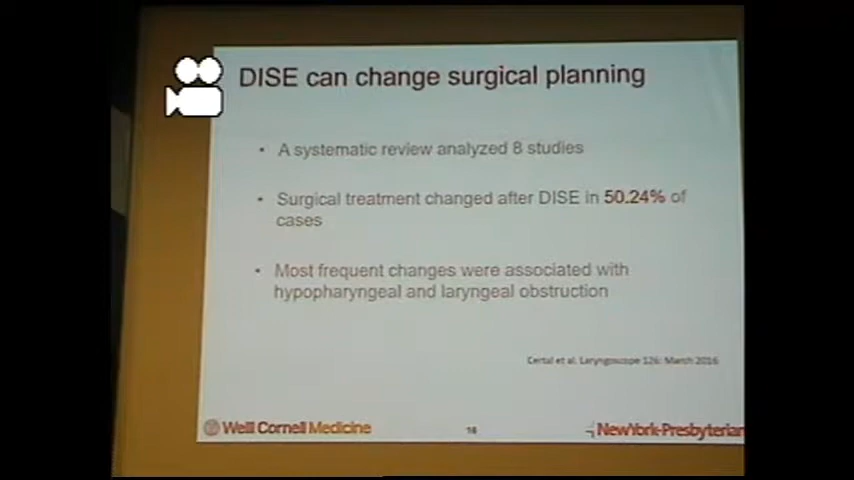 DISE can change surgical planning
• A systematic review analyzed 8 studies
• Surgical treatment changed after DISE in 50.24% of
cases
• Most frequent changes were associated with
hypopharyngeal and laryngeal obstruction
Certal et al. Laryngoscope 126: March 2016
Weill Cornell Medicine
16
NewYork-Presbyterian